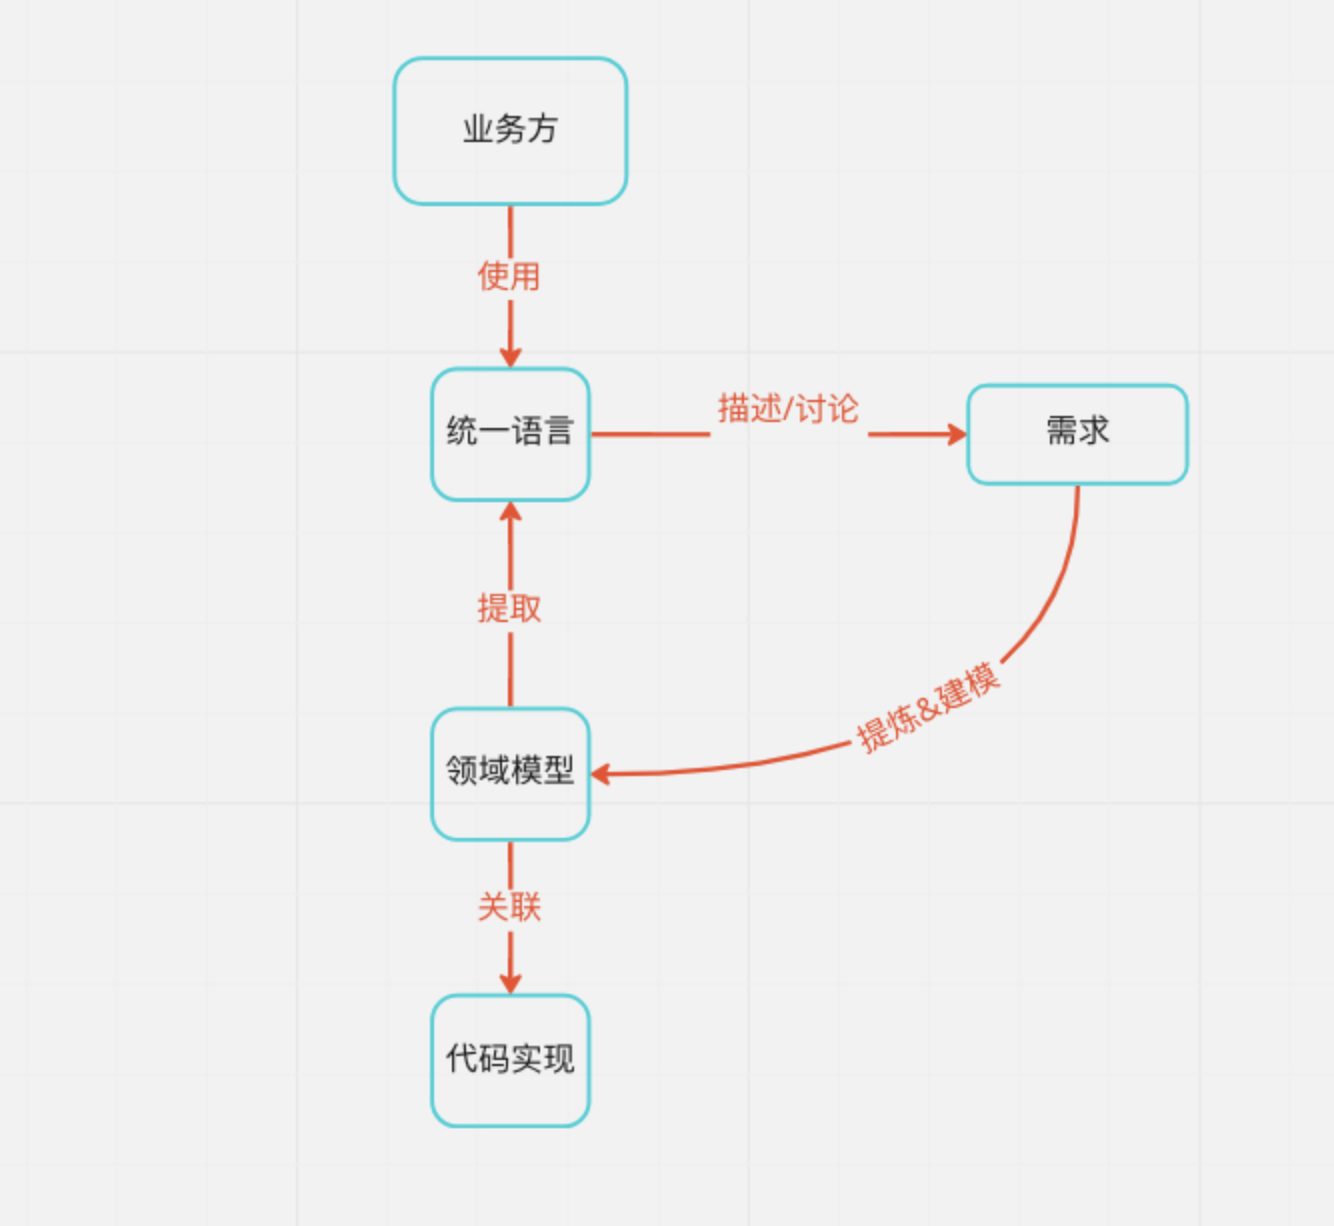 业务方
使用
统一语言
描述/讨论
需求
提取
提炼&建模
领域模型
关联
代码实现